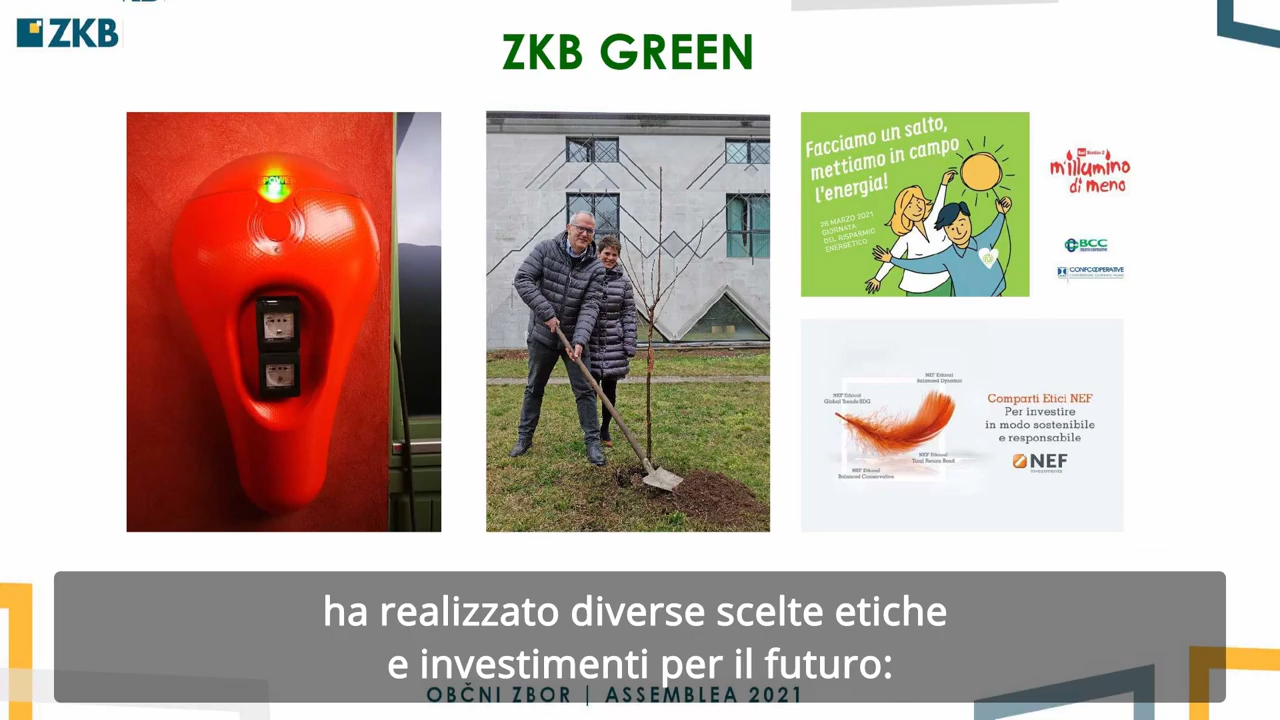 ZKB
ZKB GREEN
POWER
Facciamo un salto,
mettiamo in campo
l'energia!
26 MARZO 2021
GIORNATA
DEL RISPARMIO
ENERGETICO
m'illumino
di meno
BCC
CONFCOOPERATIVE
NEF Ethical
Balanced Dynamic
NEF Ethical
Global Trends SDG
NEF Ethical
Total Return Bond
NEF Ethical
Balanced Conservative
Comparti Etici NEF
Per investire
in modo sostenibile
e responsabile
NEF
investments
ha realizzato diverse scelte etiche
e investimenti per il futuro:
OBČNI ZBOR | ASSEMBLEA 2021